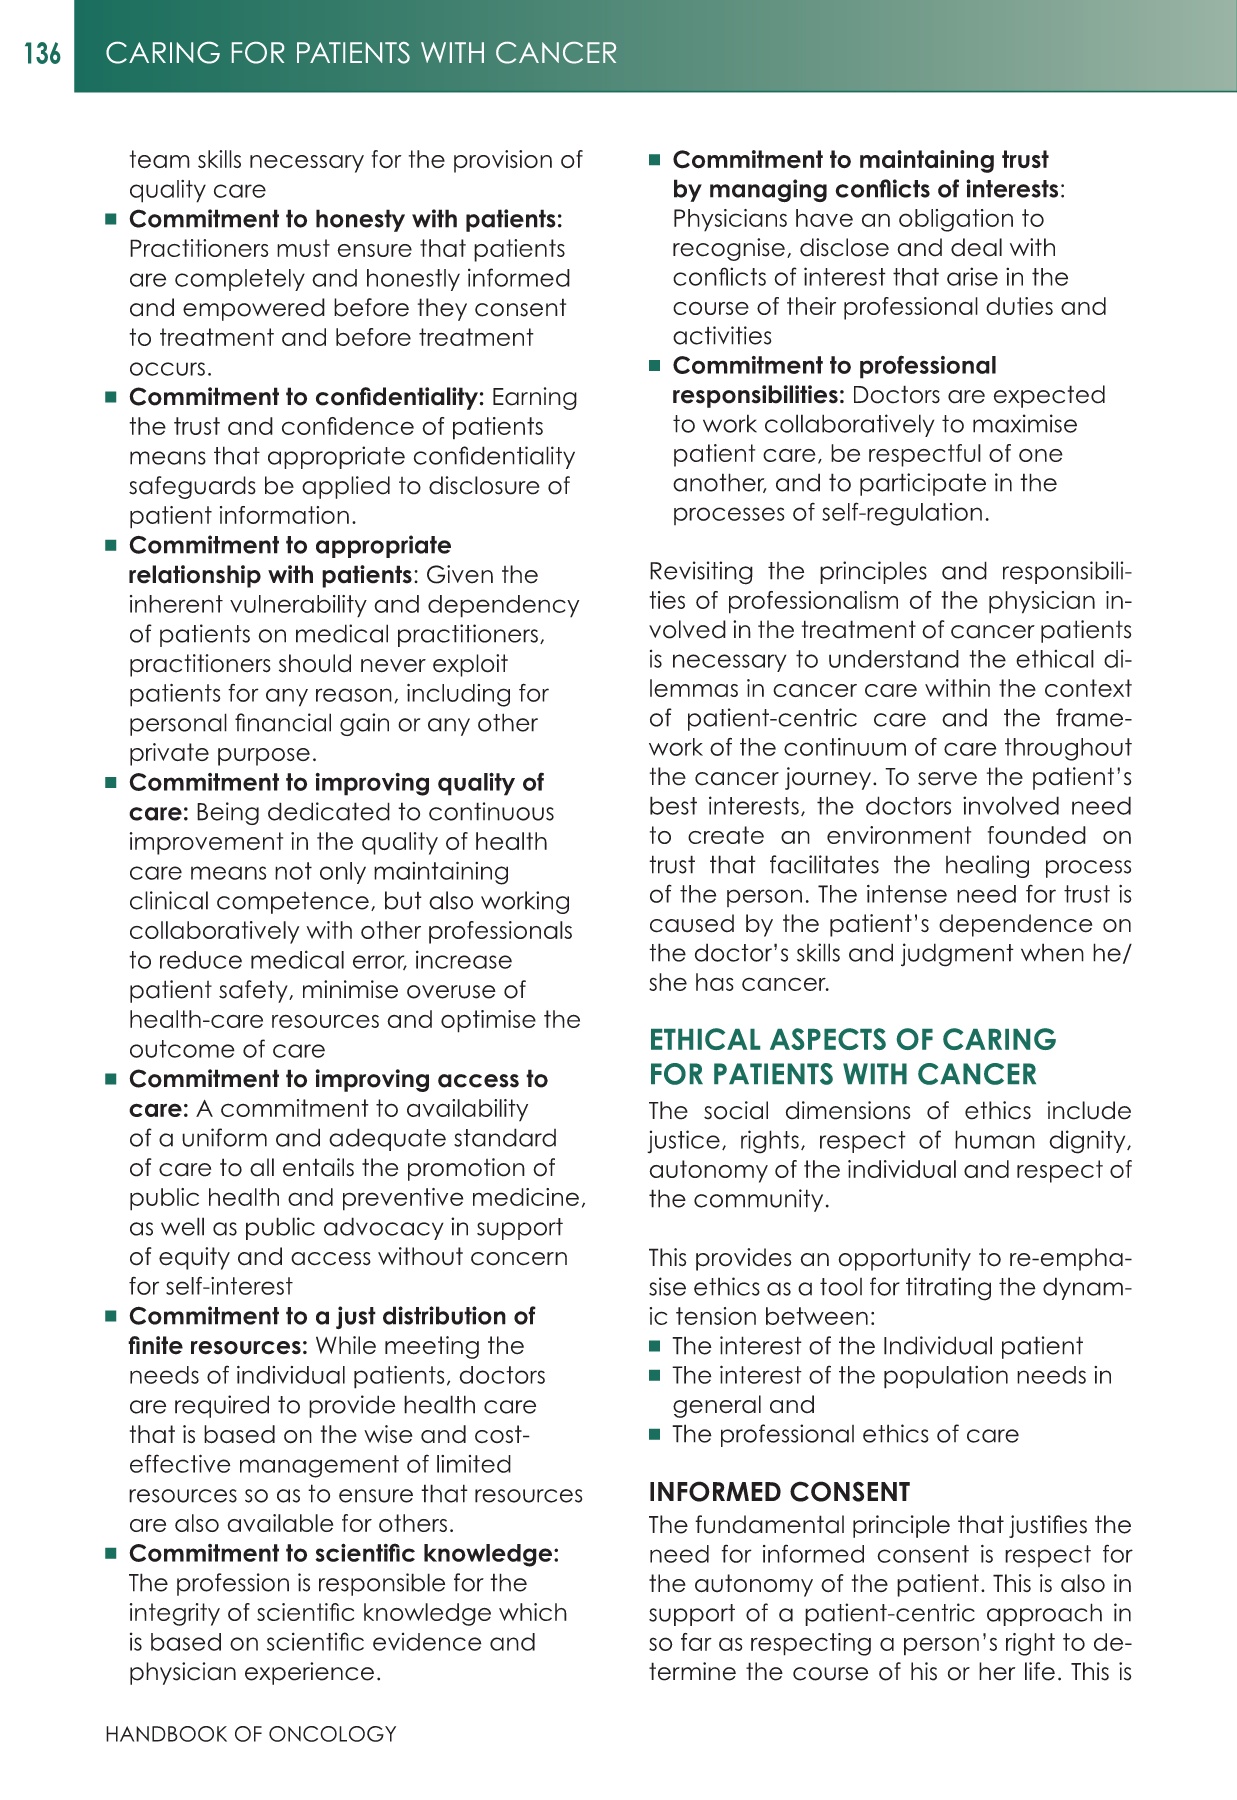 136
CARING FOR PATIENTS WITH CANCER
team skills necessary for the provision of
quality care
■ Commitment to honesty with patients:
Practitioners must ensure that patients
are completely and honestly informed
and empowered before they consent
to treatment and before treatment
occurs.
■ Commitment to confidentiality: Earning
the trust and confidence of patients
means that appropriate confidentiality
safeguards be applied to disclosure of
patient information.
■ Commitment to appropriate
relationship with patients: Given the
inherent vulnerability and dependency
of patients on medical practitioners,
practitioners should never exploit
patients for any reason, including for
personal financial gain or any other
private purpose.
■ Commitment to improving quality of
care: Being dedicated to continuous
improvement in the quality of health
care means not only maintaining
clinical competence, but also working
collaboratively with other professionals
to reduce medical error, increase
patient safety, minimise overuse of
health-care resources and optimise the
outcome of care
■ Commitment to improving access to
care: A commitment to availability
of a uniform and adequate standard
of care to all entails the promotion of
public health and preventive medicine,
as well as public advocacy in support
of equity and access without concern
for self-interest
■ Commitment to a just distribution of
finite resources: While meeting the
needs of individual patients, doctors
are required to provide health care
that is based on the wise and cost-
effective management of limited
resources so as to ensure that resources
are also available for others.
■ Commitment to scientific knowledge:
The profession is responsible for the
integrity of scientific knowledge which
is based on scientific evidence and
physician experience.
■ Commitment to maintaining trust
by managing conflicts of interests:
Physicians have an obligation to
recognise, disclose and deal with
conflicts of interest that arise in the
course of their professional duties and
activities
■ Commitment to professional
responsibilities: Doctors are expected
to work collaboratively to maximise
patient care, be respectful of one
another, and to participate in the
processes of self-regulation.
Revisiting the principles and responsibili-
ties of professionalism of the physician in-
volved in the treatment of cancer patients
is necessary to understand the ethical di-
lemmas in cancer care within the context
of patient-centric care and the frame-
work of the continuum of care throughout
the cancer journey. To serve the patient’s
best interests, the doctors involved need
to create an environment founded on
trust that facilitates the healing process
of the person. The intense need for trust is
caused by the patient’s dependence on
the doctor’s skills and judgment when he/
she has cancer.
ETHICAL ASPECTS OF CARING
FOR PATIENTS WITH CANCER
The social dimensions of ethics include
justice, rights, respect of human dignity,
autonomy of the individual and respect of
the community.
This provides an opportunity to re-empha-
sise ethics as a tool for titrating the dynam-
ic tension between:
■ The interest of the Individual patient
■ The interest of the population needs in
general and
■ The professional ethics of care
INFORMED CONSENT
The fundamental principle that justifies the
need for informed consent is respect for
the autonomy of the patient. This is also in
support of a patient-centric approach in
so far as respecting a person’s right to de-
termine the course of his or her life. This is
HANDBOOK OF ONCOLOGY